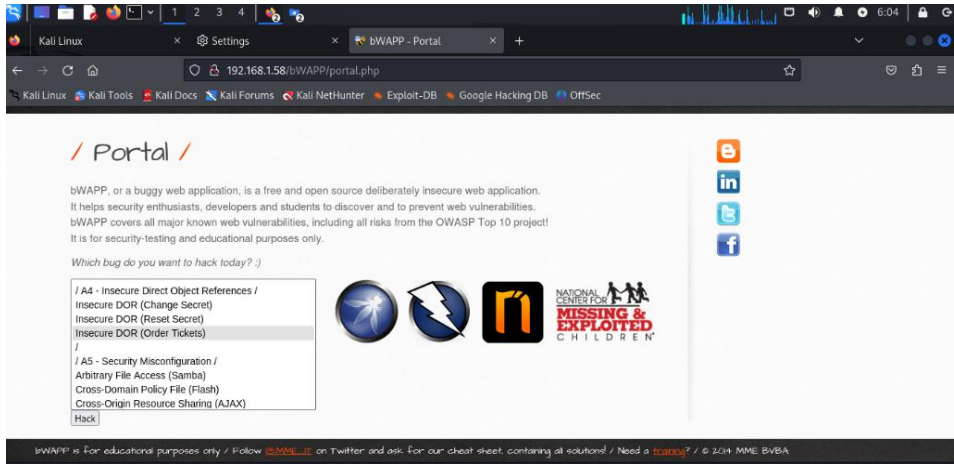 1 2 3 4
6:04
Kali Linux
Settings
bWAPP - Portal
192.168.1.58/bWAPP/portal.php
Kali Linux
Kali Tools
Kali Docs
Kali Forums
Kali NetHunter
Exploit-DB
Google Hacking DB
OffSec
/ Portal /
bWAPP, or a buggy web application, is a free and open source deliberately insecure web application.
It helps security enthusiasts, developers and students to discover and to prevent web vulnerabilities.
bWAPP covers all major known web vulnerabilities, including all risks from the OWASP Top 10 project!
It is for security-testing and educational purposes only.
Which bug do you want to hack today? :)
/ A4 - Insecure Direct Object References /
Insecure DOR (Change Secret)
Insecure DOR (Reset Secret)
Insecure DOR (Order Tickets)
/
/ A5 - Security Misconfiguration /
Arbitrary File Access (Samba)
Cross-Domain Policy File (Flash)
Cross-Origin Resource Sharing (AJAX)
Hack
NATIONAL
CENTER FOR
MISSING &
EXPLOITED
CHILDREN
in
bWAPP is for educational purposes only / Follow @MME_IT on Twitter and ask for our cheat sheet, containing all solutions! / Need a training? / © 2014 MME BVBA